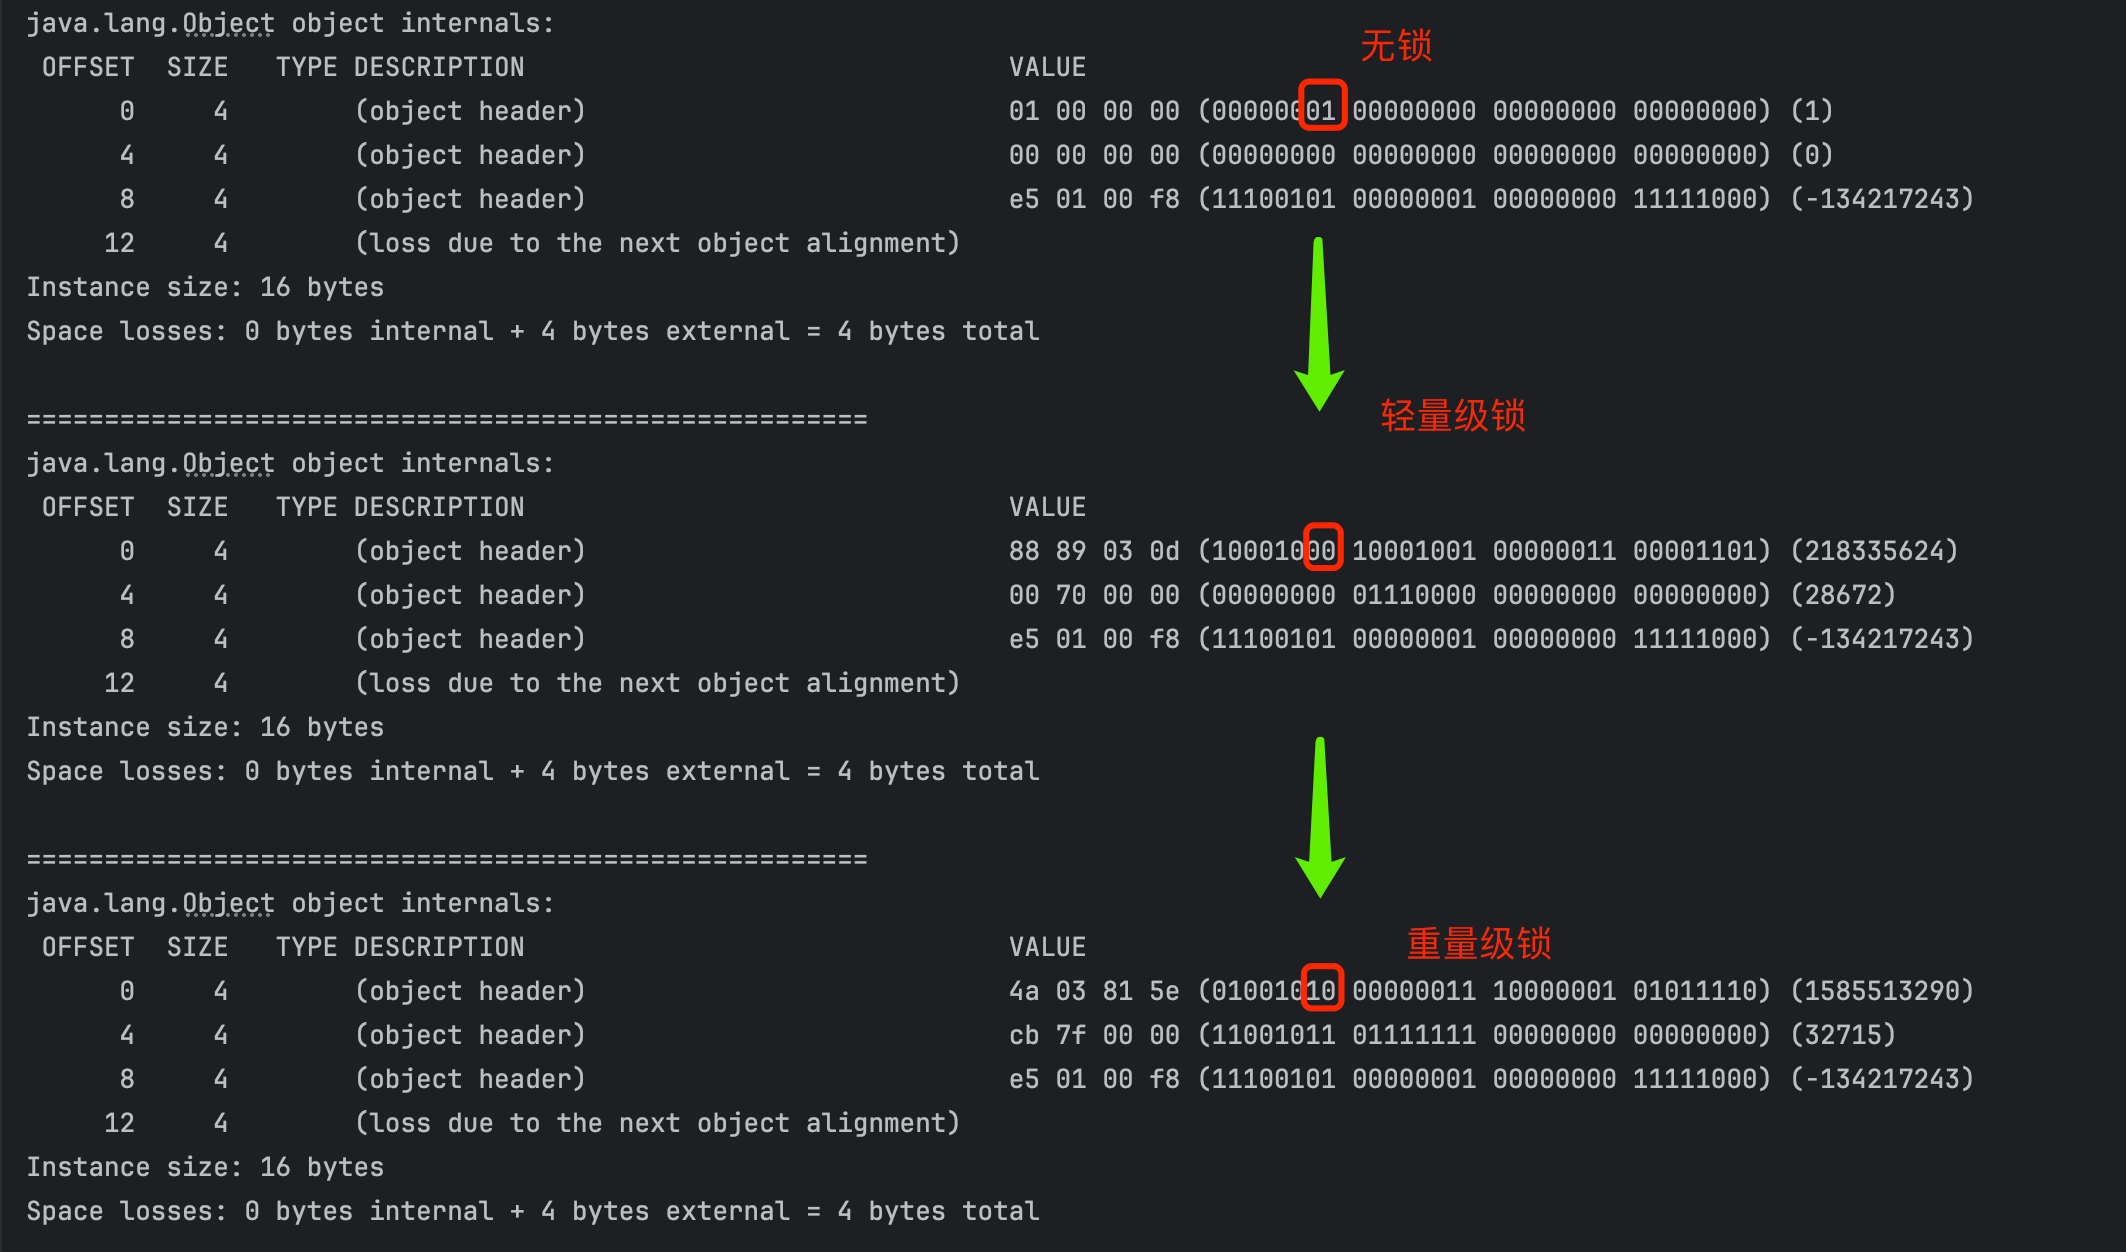 java.lang.Object object internals:
无锁
OFFSET SIZE TYPE DESCRIPTION VALUE
0 4 (object header) 01 00 00 00 (00000001 00000000 00000000 00000000) (1)
4 4 (object header) 00 00 00 00 (00000000 00000000 00000000 00000000) (0)
8 4 (object header) e5 01 00 f8 (11100101 00000001 00000000 11111000) (-134217243)
12 4 (loss due to the next object alignment)
Instance size: 16 bytes
Space losses: 0 bytes internal + 4 bytes external = 4 bytes total
轻量级锁
======================================================
java.lang.Object object internals:
OFFSET SIZE TYPE DESCRIPTION VALUE
0 4 (object header) 88 89 03 0d (10001000 10001001 00000011 00001101) (218335624)
4 4 (object header) 00 70 00 00 (00000000 01110000 00000000 00000000) (28672)
8 4 (object header) e5 01 00 f8 (11100101 00000001 00000000 11111000) (-134217243)
12 4 (loss due to the next object alignment)
Instance size: 16 bytes
Space losses: 0 bytes internal + 4 bytes external = 4 bytes total
======================================================
java.lang.Object object internals:
重量级锁
OFFSET SIZE TYPE DESCRIPTION VALUE
0 4 (object header) 4a 03 81 5e (01001010 00000011 10000001 01011110) (1585513290)
4 4 (object header) cb 7f 00 00 (11001011 01111111 00000000 00000000) (32715)
8 4 (object header) e5 01 00 f8 (11100101 00000001 00000000 11111000) (-134217243)
12 4 (loss due to the next object alignment)
Instance size: 16 bytes
Space losses: 0 bytes internal + 4 bytes external = 4 bytes total